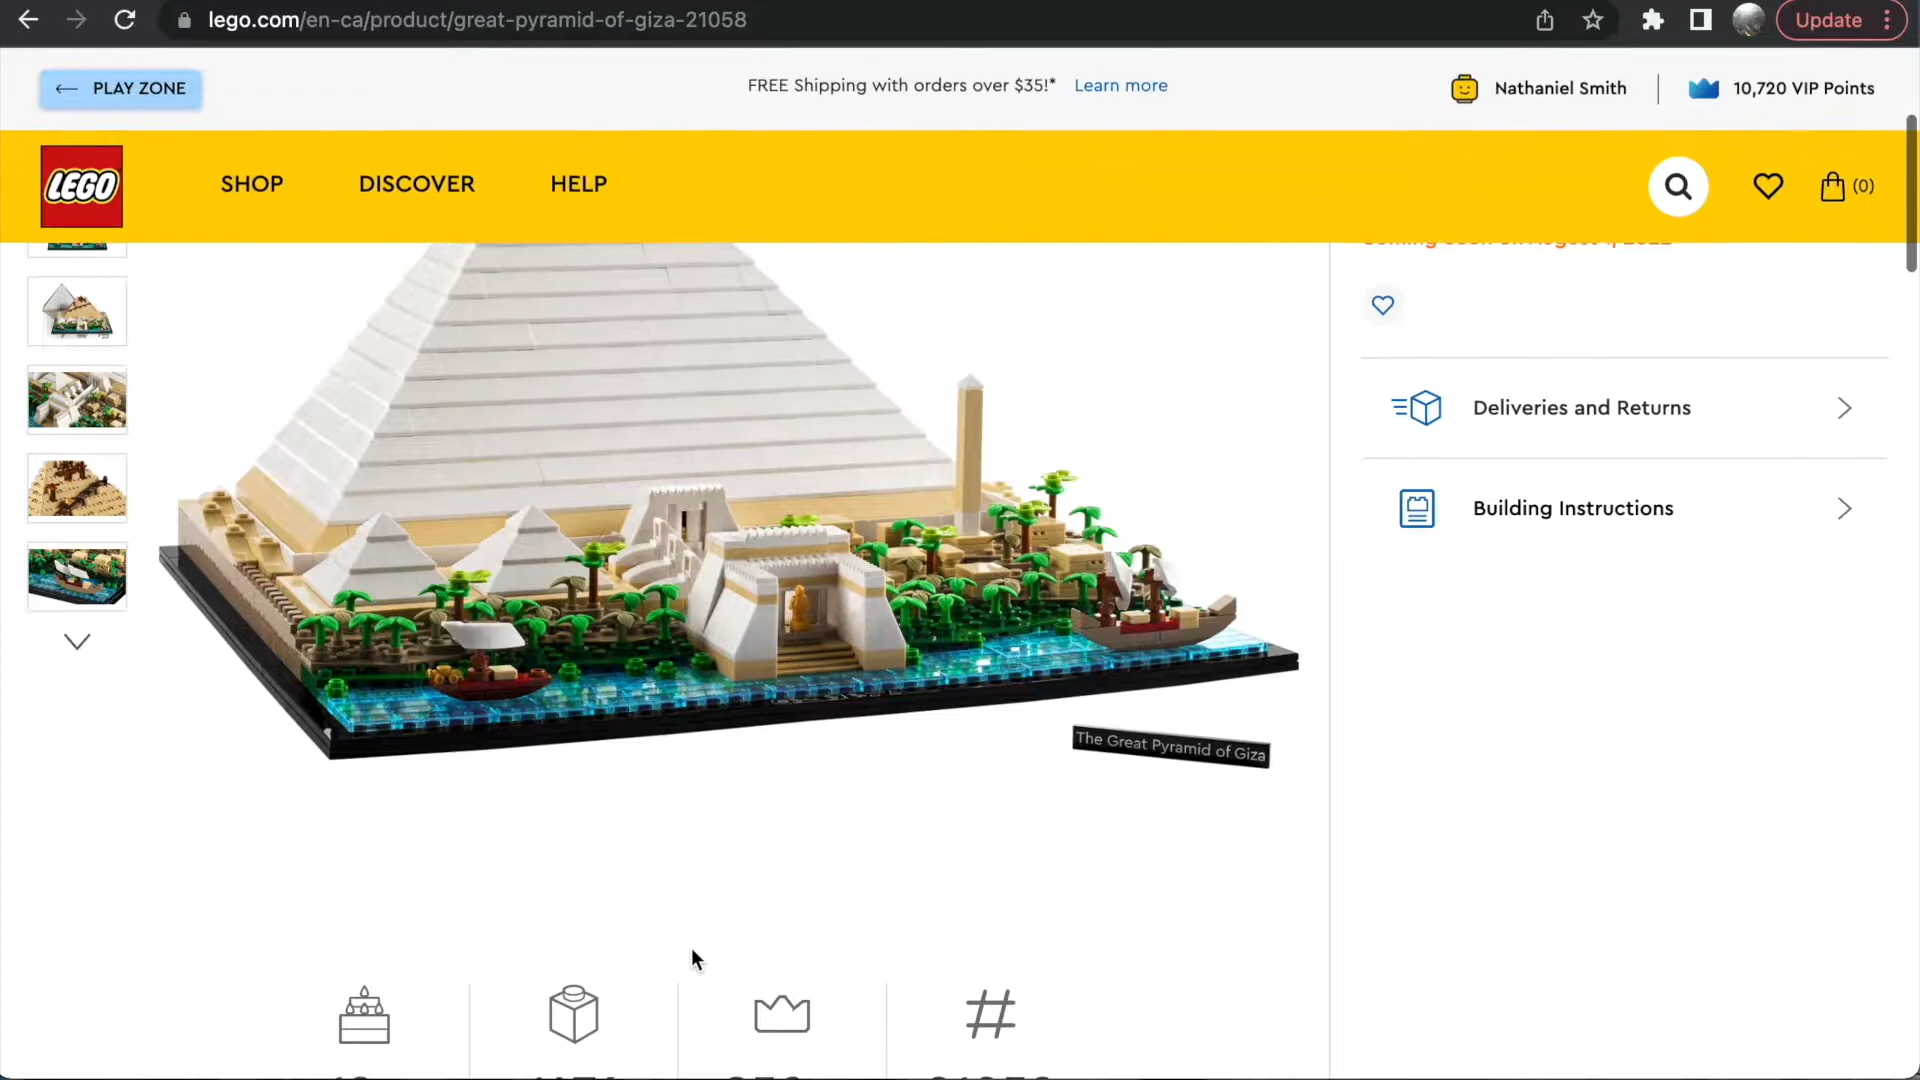 lego.com/en-ca/product/great-pyramid-of-giza-21058
Update
PLAY ZONE
FREE Shipping with orders over $35!* Learn more
Nathaniel Smith
10,720 VIP Points
LEGO
SHOP
DISCOVER
HELP
(0)
Deliveries and Returns
Building Instructions
The Great Pyramid of Giza